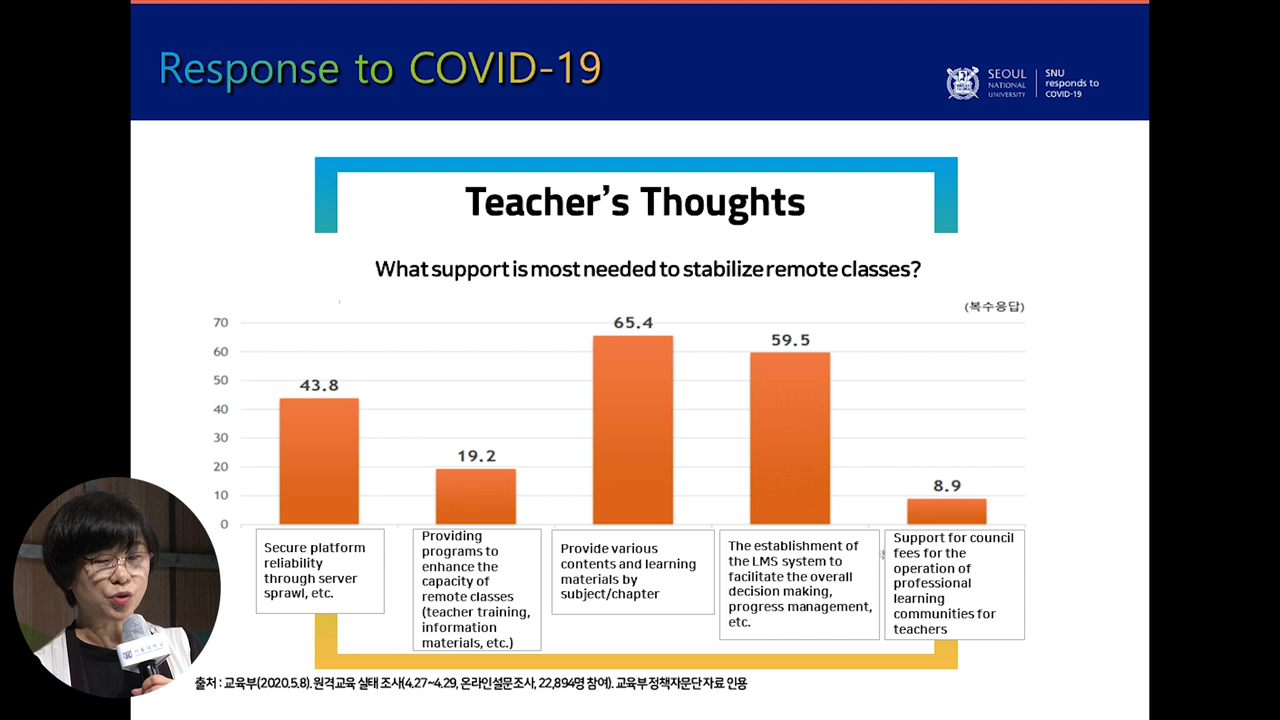 Response to COVID-19
SEOUL
NATIONAL
UNIVERSITY
SNU
responds to
COVID-19
Teacher's Thoughts
What support is most needed to stabilize remote classes?
(복수응답)
70
60
50
40
30
20
10
0
43.8
19.2
65.4
59.5
8.9
Secure platform
reliability
through server
sprawl, etc.
Providing
programs to
enhance the
capacity of
remote classes
(teacher training,
information
materials, etc.)
Provide various
contents and learning
materials by
subject/chapter
The establishment of
the LMS system to
facilitate the overall
decision making,
progress management,
etc.
Support for council
fees for the
operation of
professional
learning
communities for
teachers
서울대학교
출처 : 교육부(2020.5.8). 원격교육 실태 조사(4.27~4.29, 온라인설문조사, 22,894명 참여). 교육부 정책자문단 자료 인용